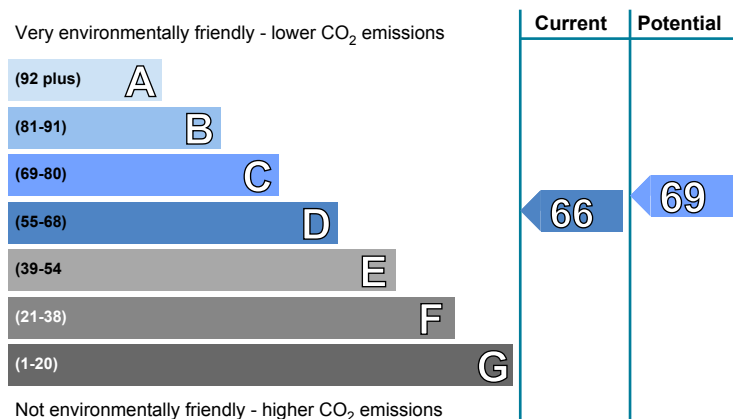 Very environmentally friendly - lower CO₂ emissions
Current
Potential
(92 plus) A
(81-91) B
(69-80) C
(55-68) D
(39-54 E
(21-38) F
(1-20) G
66
69
Not environmentally friendly - higher CO₂ emissions